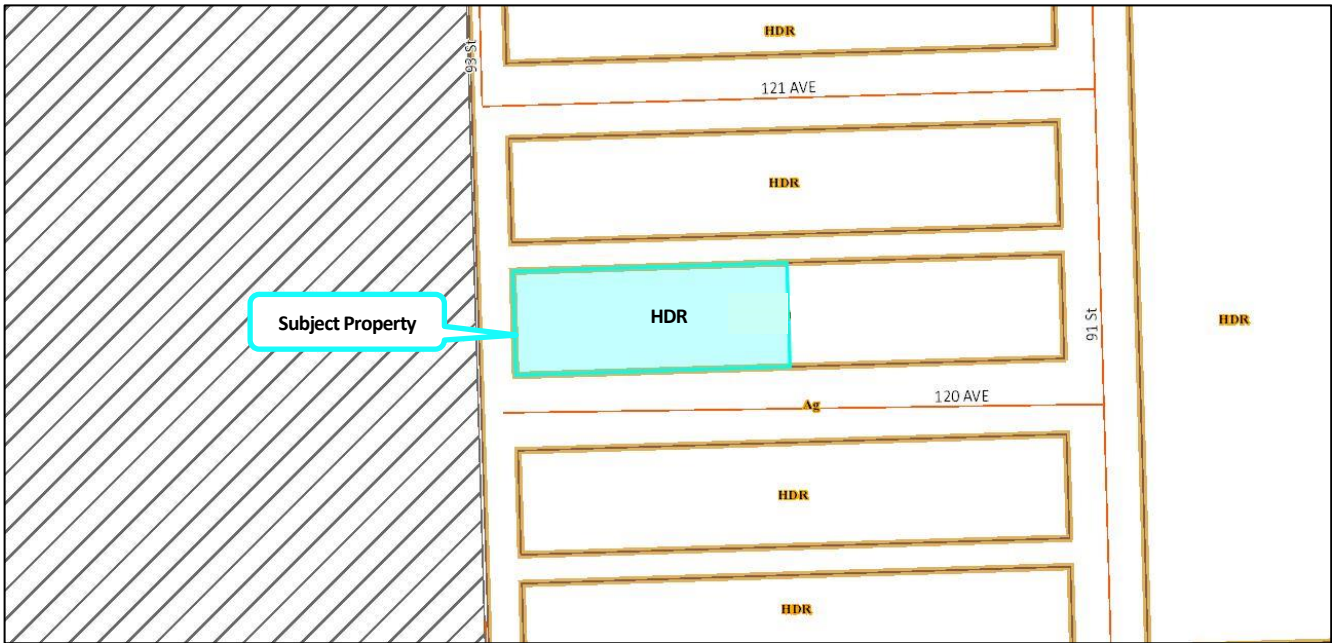 HDR
93 St
121 AVE
HDR
HDR
Subject Property
HDR
91 St
Ag
120 AVE
HDR
HDR